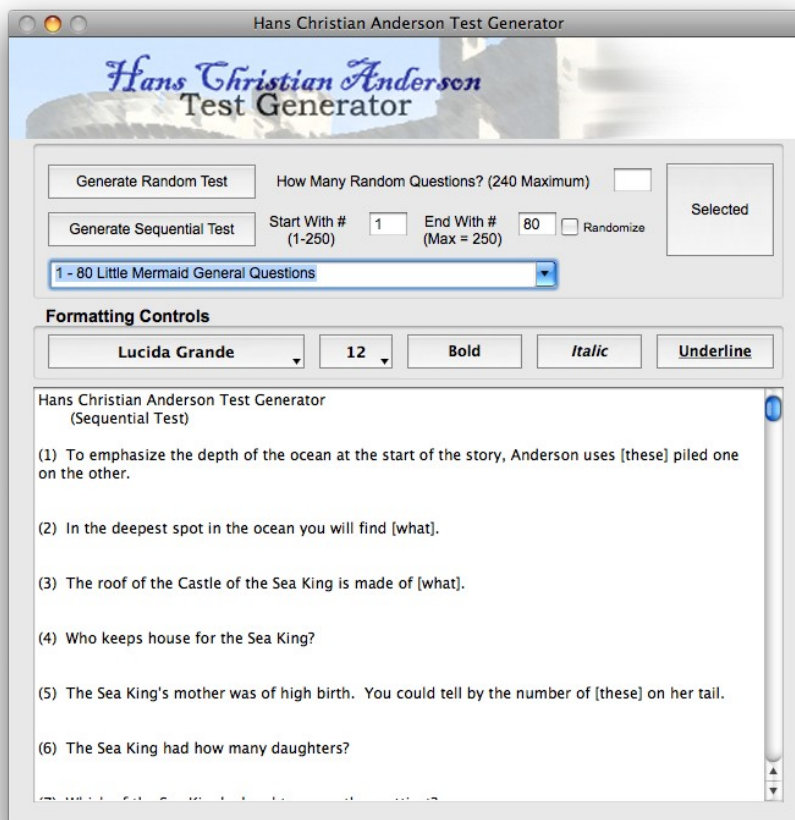 Hans Christian Anderson Test Generator
Hans Christian Anderson
Test Generator
Generate Random Test
How Many Random Questions? (240 Maximum)
Selected
Generate Sequential Test
Start With #
(1-250)
1
End With #
(Max = 250)
80
Randomize
1 - 80 Little Mermaid General Questions
Formatting Controls
Lucida Grande
12
Bold
Italic
Underline
Hans Christian Anderson Test Generator
(Sequential Test)
(1) To emphasize the depth of the ocean at the start of the story, Anderson uses [these] piled one
on the other.
(2) In the deepest spot in the ocean you will find [what].
(3) The roof of the Castle of the Sea King is made of [what].
(4) Who keeps house for the Sea King?
(5) The Sea King's mother was of high birth. You could tell by the number of [these] on her tail.
(6) The Sea King had how many daughters?